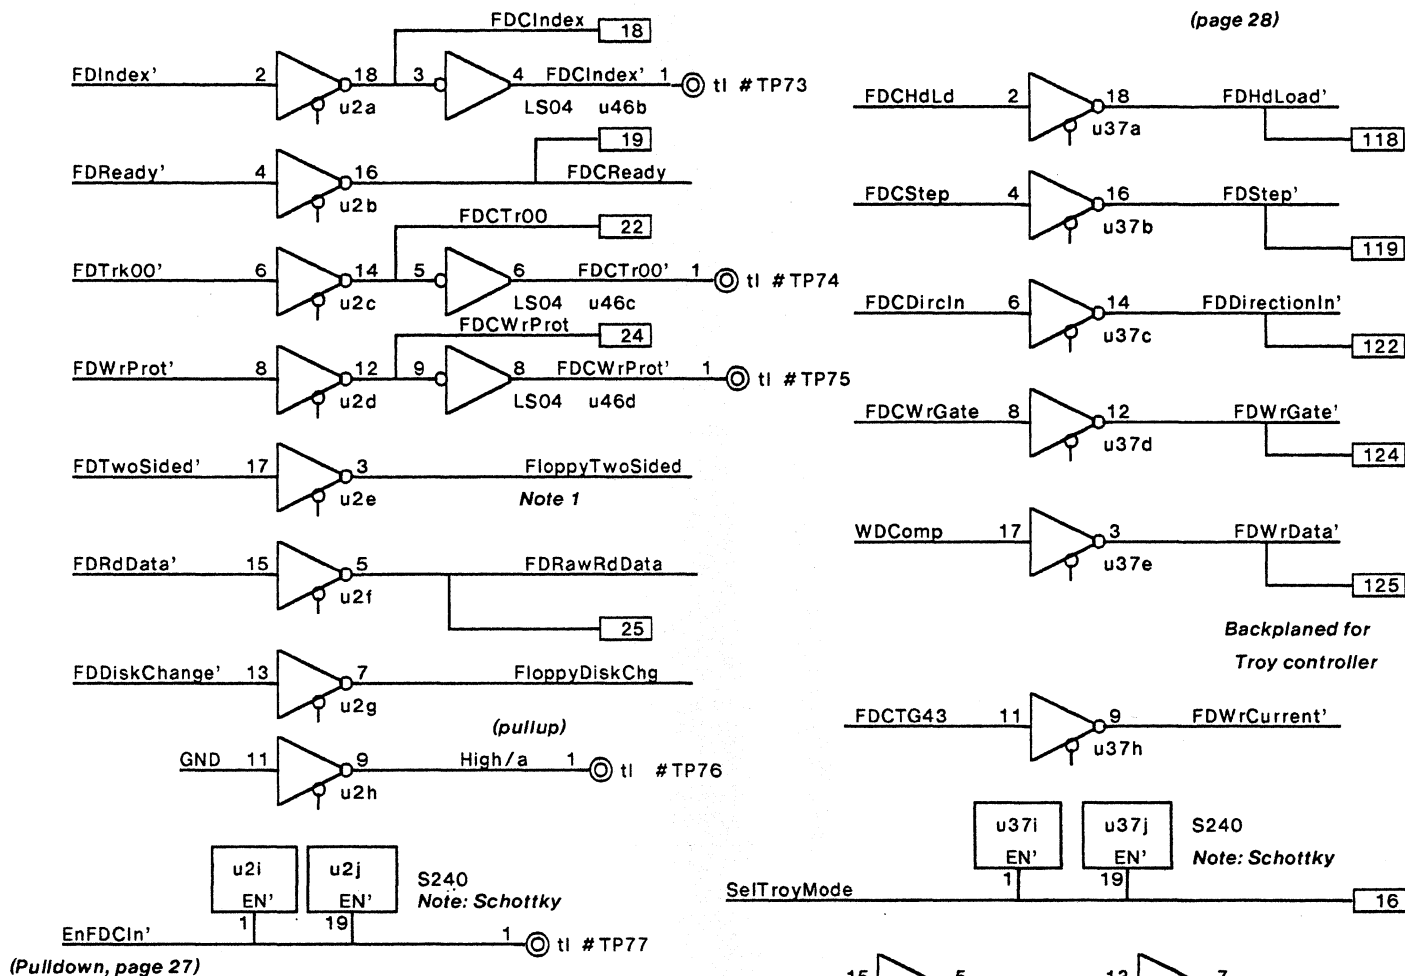 FDCIndex
18
FDIndex' 2 18 3 4 FDCIndex' 1 tl #TP73
u2a LS04 u46b
19
FDReady' 4 16 FDCReady
u2b
FDCTr00
22
FDTrk00' 6 14 5 6 FDCTr00' 1 tl #TP74
u2c LS04 u46c
FDCWrProt
24
FDWrProt' 8 12 9 8 FDCWrProt' 1 tl #TP75
u2d LS04 u46d
FDTwoSided' 17 3 FloppyTwoSided
u2e Note 1
FDRdData' 15 5 FDRawRdData
u2f
25
FDDiskChange' 13 7 FloppyDiskChg
u2g
(pullup)
GND 11 9 High/a 1 tl #TP76
u2h
u2i u2j S240
EN' EN' Note: Schottky
1 19
EnFDCIn' 1 tl #TP77
(Pulldown, page 27)
(page 28)
FDCHdLd 2 18 FDHdLoad'
u37a
118
FDCStep 4 16 FDStep'
u37b
119
FDCDircIn 6 14 FDDirectionIn'
u37c
122
FDCWrGate 8 12 FDWrGate'
u37d
124
WDComp 17 3 FDWrData'
u37e
125
Backplaned for
Troy controller
FDCTG43 11 9 FDWrCurrent'
u37h
u37i u37j S240
EN' EN' Note: Schottky
1 19
SelTroyMode 16
15 5 13 7